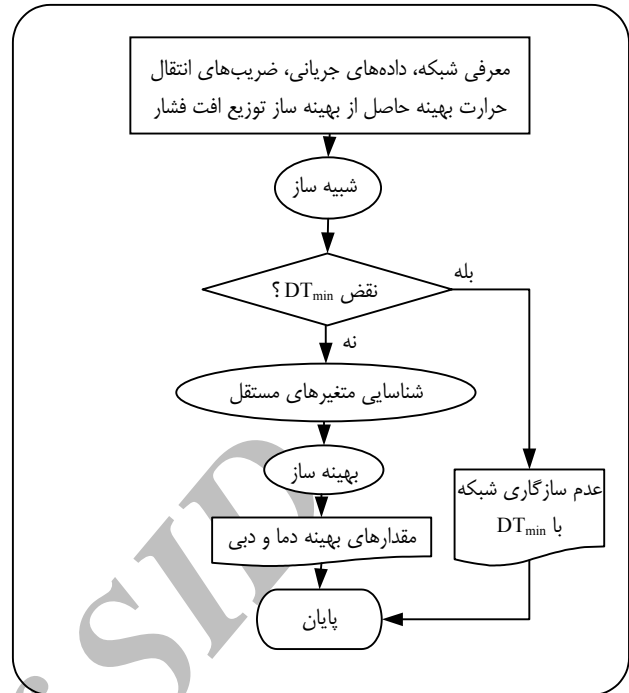 معرفی شبکه، داده‌های جریانی، ضریب‌های انتقال
حرارت بهینه حاصل از بهینه ساز توزیع افت فشار
شبیه ساز
نقض DTmin؟
بله
نه
شناسایی متغیرهای مستقل
بهینه ساز
مقدارهای بهینه دما و دبی
عدم سازگاری شبکه
با DTmin
پایان
SID